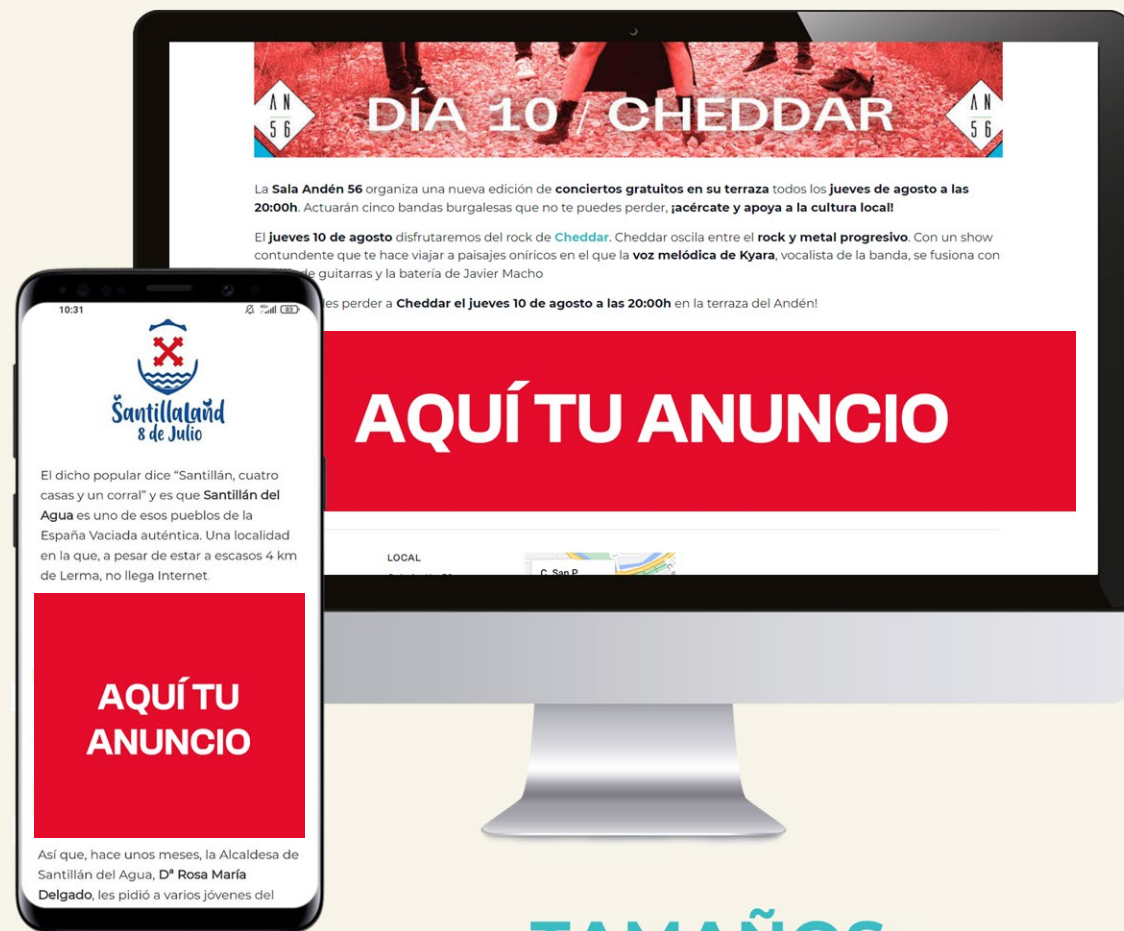 AN
56
DÍA 10 / CHEDDAR
AN
56
La Sala Andén 56 organiza una nueva edición de conciertos gratuitos en su terraza todos los jueves de agosto a las
20:00h. Actuarán cinco bandas burgalesas que no te puedes perder, ¡acércate y apoya a la cultura local!
El jueves 10 de agosto disfrutaremos del rock de Cheddar. Cheddar oscila entre el rock y metal progresivo. Con un show
contundente que te hace viajar a paisajes oníricos en el que la voz melódica de Kyara, vocalista de la banda, se fusiona con
de guitarras y la batería de Javier Macho
perder a Cheddar el jueves 10 de agosto a las 20:00h en la terraza del Andén!
AQUÍ TU ANUNCIO
LOCAL
C. San P
10:31
Šantillalañd
8 de Julio
El dicho popular dice “Santillán, cuatro
casas y un corral” y es que Santillán del
Agua es uno de esos pueblos de la
España Vaciada auténtica. Una localidad
en la que, a pesar de estar a escasos 4 km
de Lerma, no llega Internet.
AQUÍ TU
ANUNCIO
Así que, hace unos meses, la Alcaldesa de
Santillán del Agua, Dª Rosa María
Delgado, les pidió a varios jóvenes del
TAMAÑOS